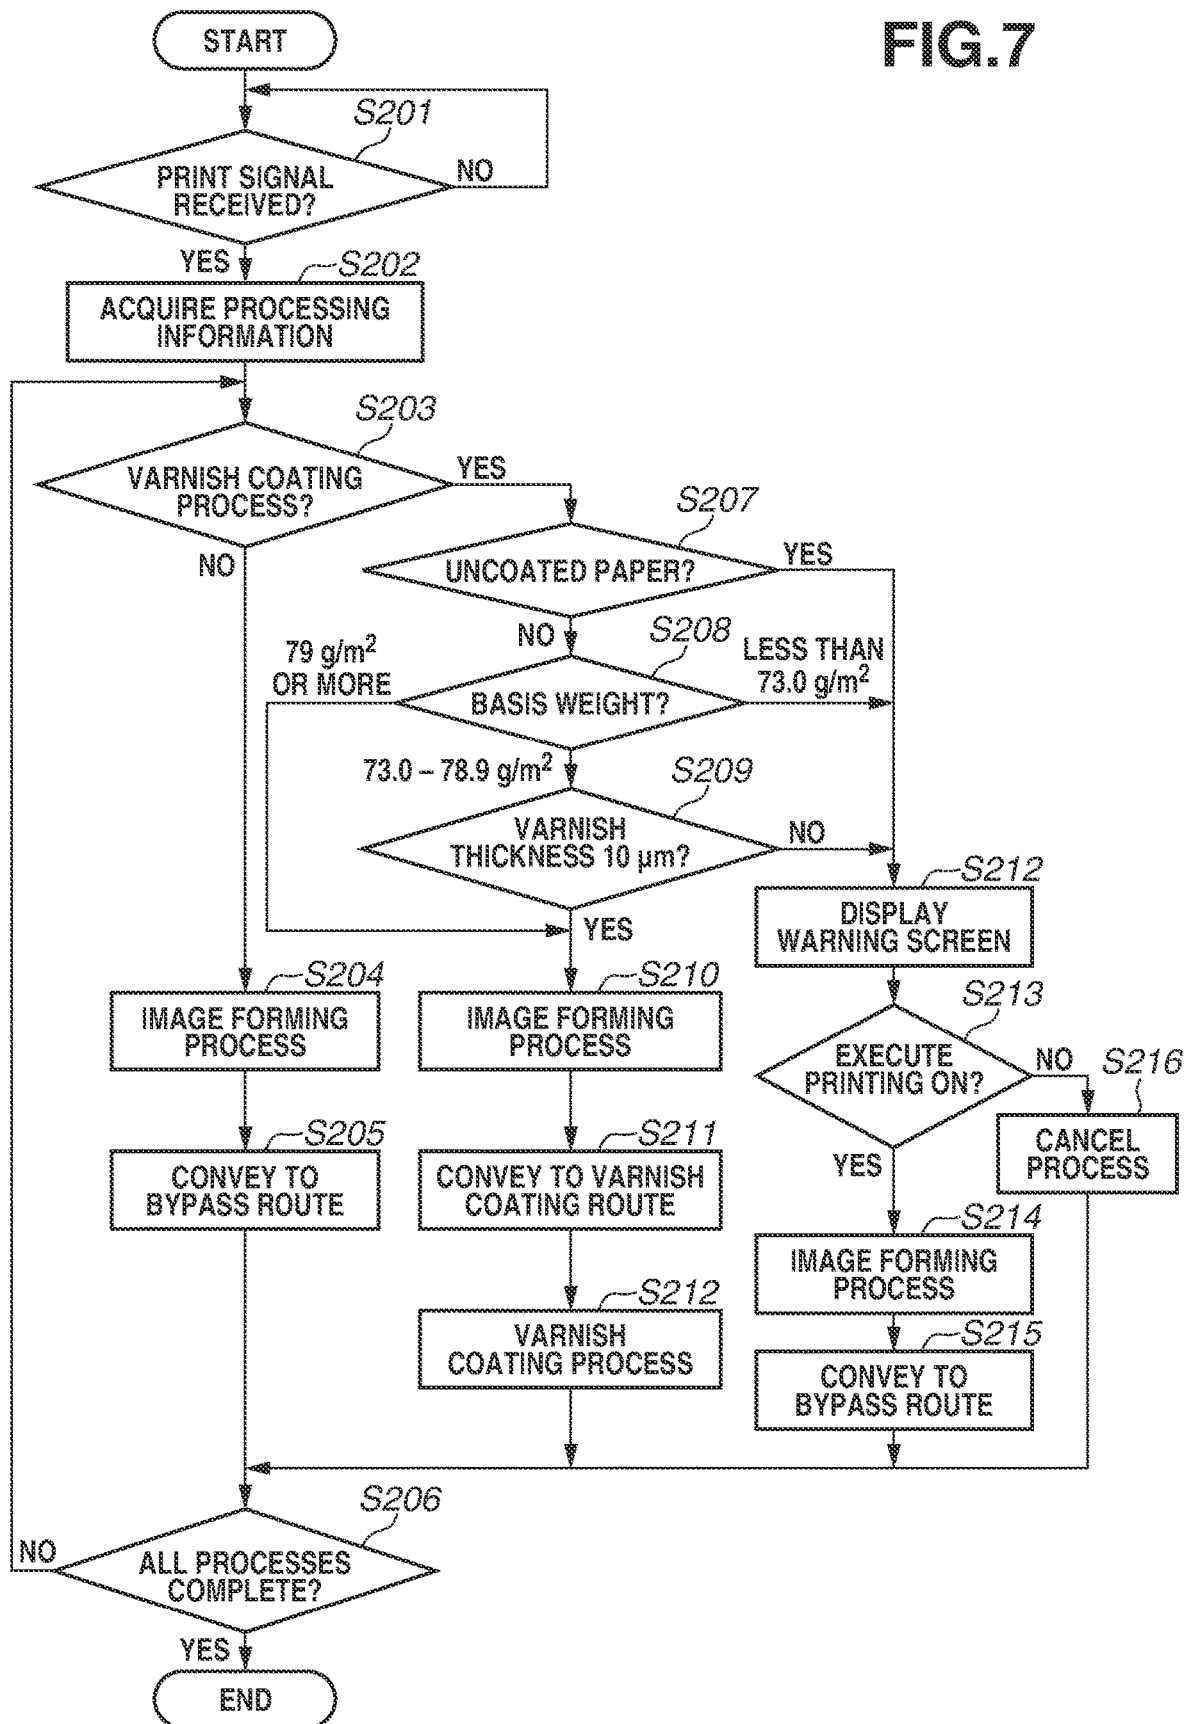 FIG.7
START
S201
PRINT SIGNAL
RECEIVED?
NO
YES
S202
ACQUIRE PROCESSING
INFORMATION
S203
VARNISH COATING
PROCESS?
YES
NO
S207
UNCOATED PAPER?
YES
NO
S208
79 g/m²
OR MORE
BASIS WEIGHT?
LESS THAN
73.0 g/m²
73.0 – 78.9 g/m²
S209
VARNISH
THICKNESS 10 µm?
NO
YES
S212
DISPLAY
WARNING SCREEN
S204
IMAGE FORMING
PROCESS
S210
IMAGE FORMING
PROCESS
S213
EXECUTE
PRINTING ON?
NO
YES
S216
CANCEL
PROCESS
S205
CONVEY TO
BYPASS ROUTE
S211
CONVEY TO VARNISH
COATING ROUTE
S214
IMAGE FORMING
PROCESS
S212
VARNISH
COATING PROCESS
S215
CONVEY TO
BYPASS ROUTE
S206
ALL PROCESSES
COMPLETE?
NO
YES
END